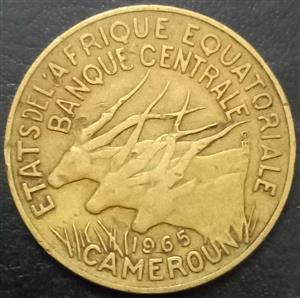 ETATS DE L'AFRIQUE EQUATORIALE
BANQUE CENTRALE
1965
CAMEROUN